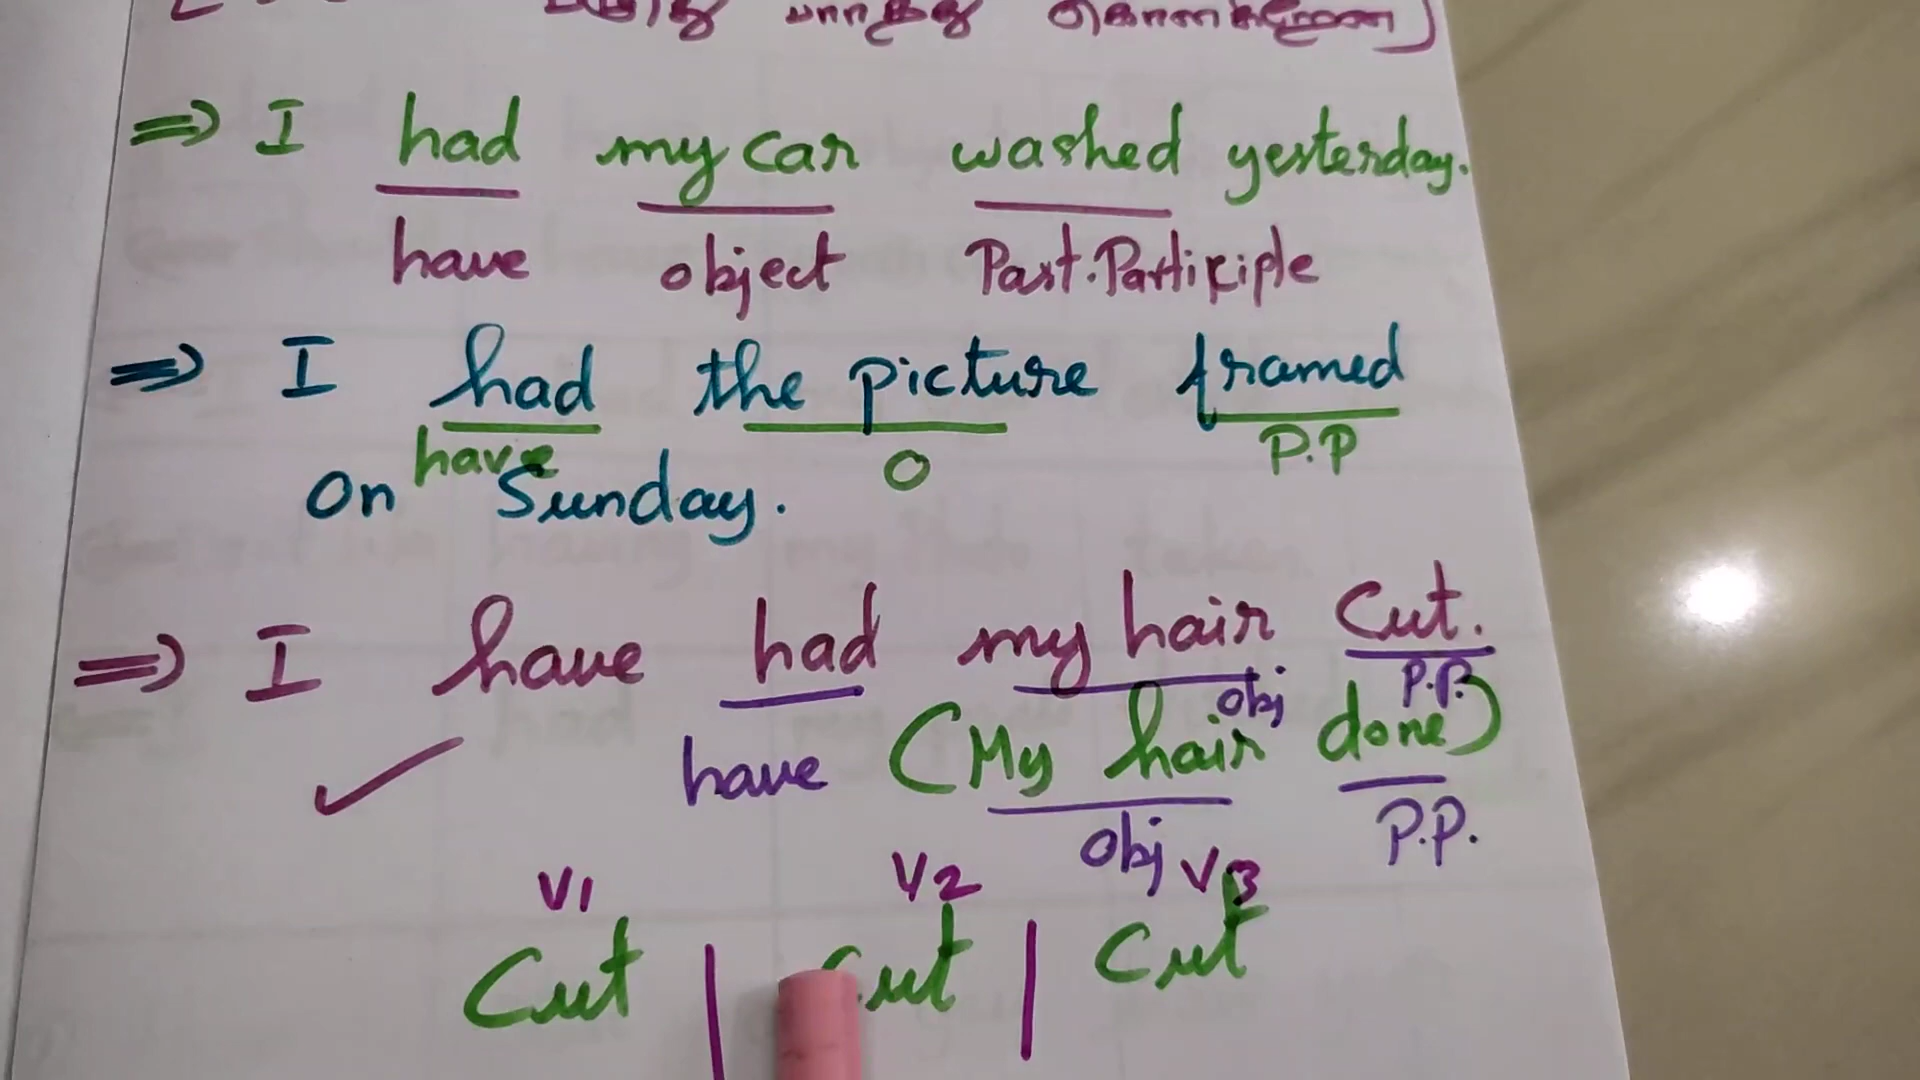 பார்த்து கொள்கிறேன்]
⇒ I had my car washed yesterday.
have object Past.Participle
⇒ I had the picture framed
have O P.P
on Sunday.
⇒ I have had my hair cut.
obj P.P.
have (My hair done)
obj P.P.
V1 V2 V3
Cut | cut | cut